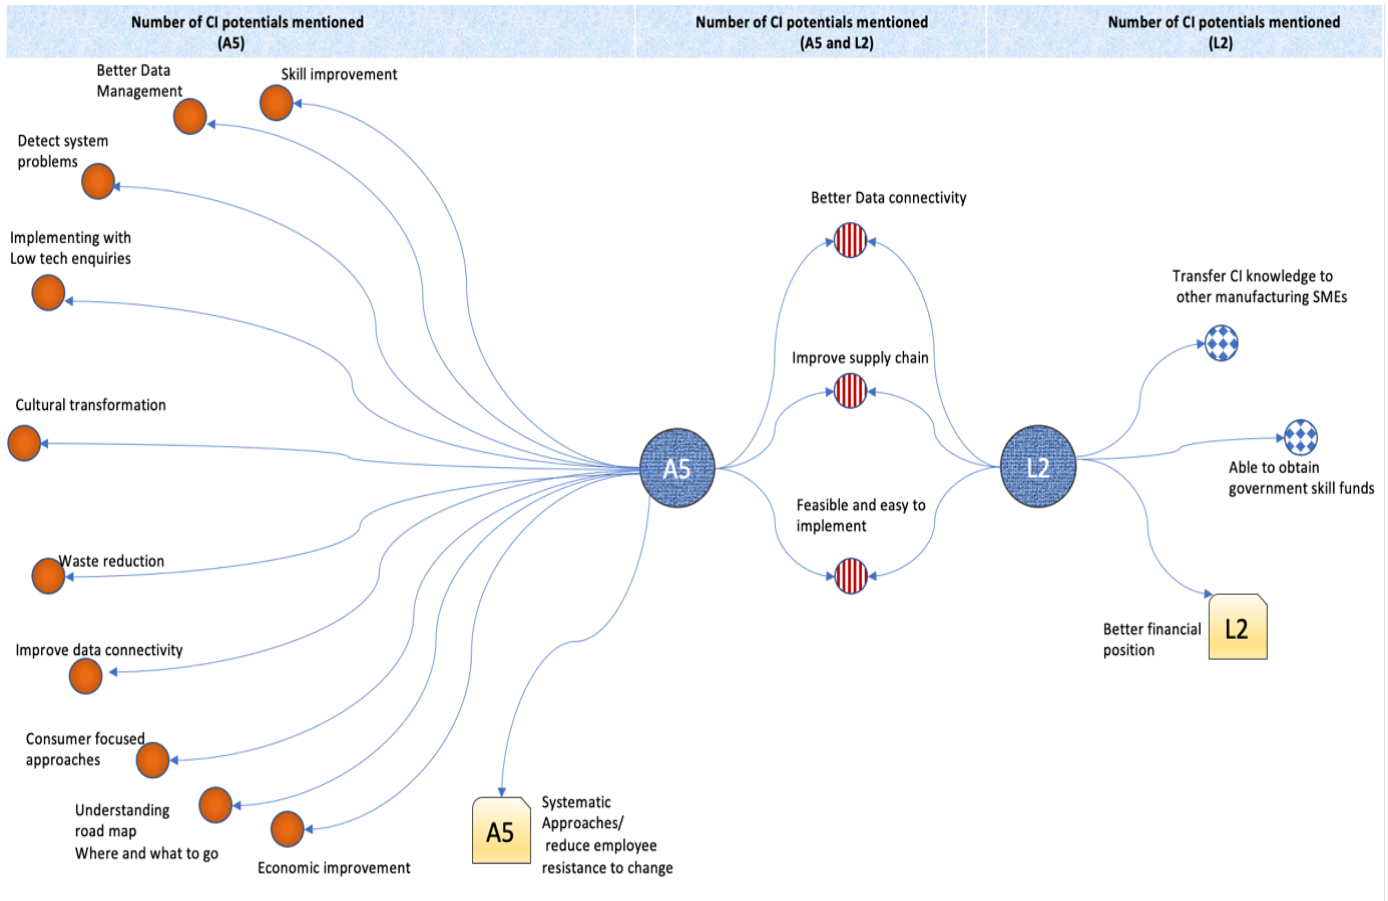 Number of CI potentials mentioned
(A5)
Number of CI potentials mentioned
(A5 and L2)
Number of CI potentials mentioned
(L2)
Better Data
Management
Skill improvement
Detect system
problems
Implementing with
Low tech enquiries
Cultural transformation
Waste reduction
Improve data connectivity
Consumer focused
approaches
Understanding
road map
Where and what to go
Economic improvement
A5
Systematic
Approaches/
reduce employee
resistance to change
A5
Better Data connectivity
Improve supply chain
Feasible and easy to
implement
L2
Transfer CI knowledge to
other manufacturing SMEs
Able to obtain
government skill funds
Better financial
position
L2